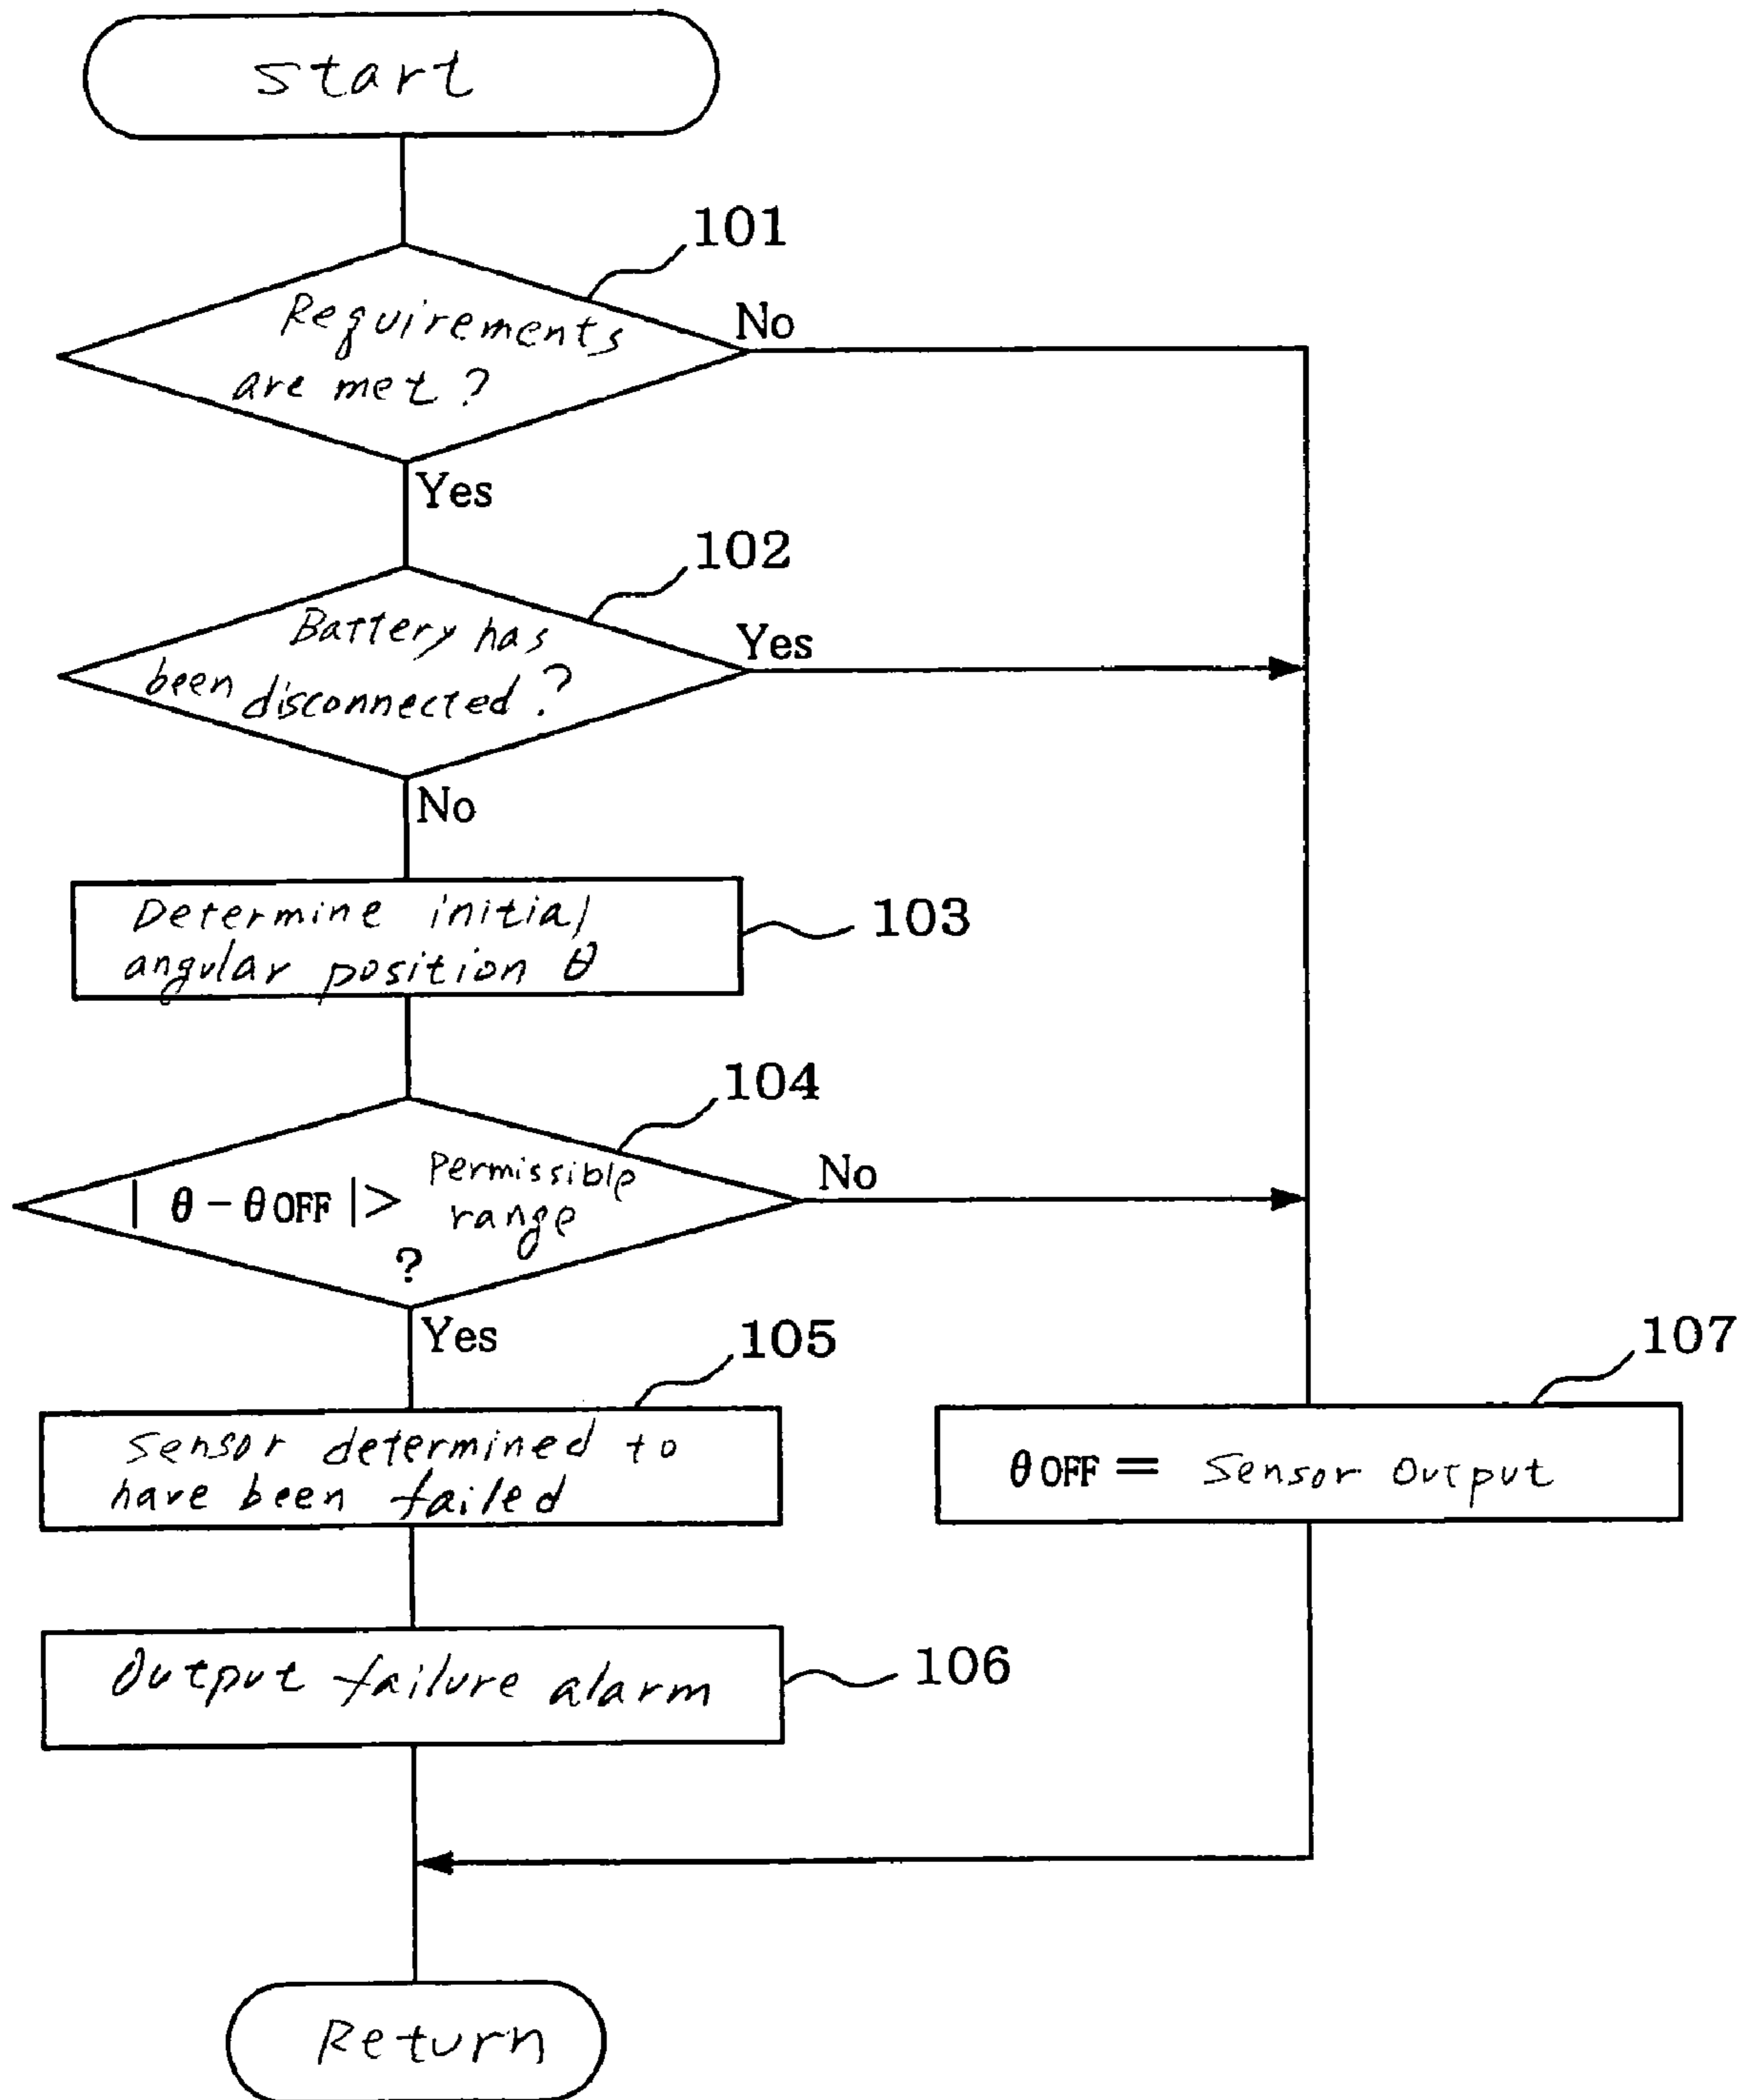 Start
101
Requirements
are met?
No
Yes
102
Battery has
been disconnected?
Yes
No
Determine initial
angular position θ
103
104
| θ - θOFF | > Permissible
range
?
No
Yes
105
Sensor determined to
have been failed
107
θOFF = Sensor Output
Output failure alarm
106
Return